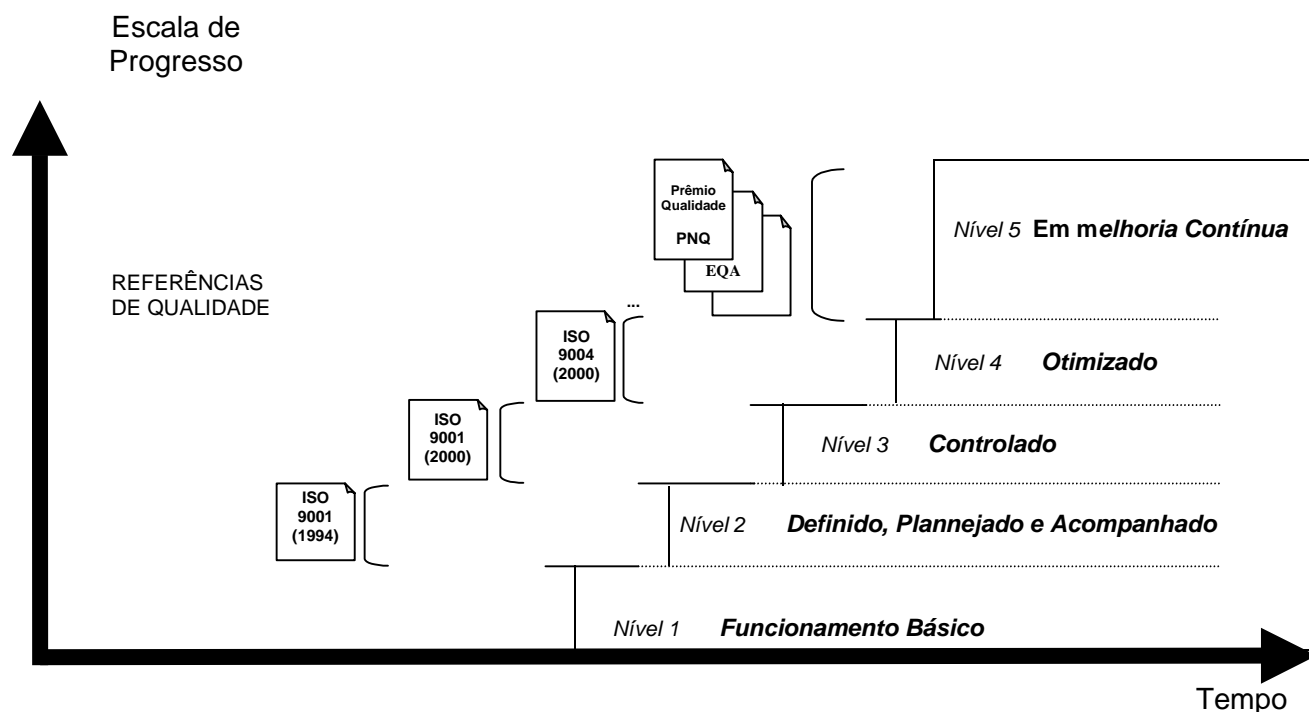 Escala de
Progresso
Prêmio
Qualidade
PNQ
EQA
Nível 5 Em melhoria Contínua
REFERÊNCIAS
DE QUALIDADE
...
ISO
9004
(2000)
Nível 4 Otimizado
ISO
9001
(2000)
Nível 3 Controlado
ISO
9001
(1994)
Nível 2 Definido, Plannejado e Acompanhado
Nível 1 Funcionamento Básico
Tempo